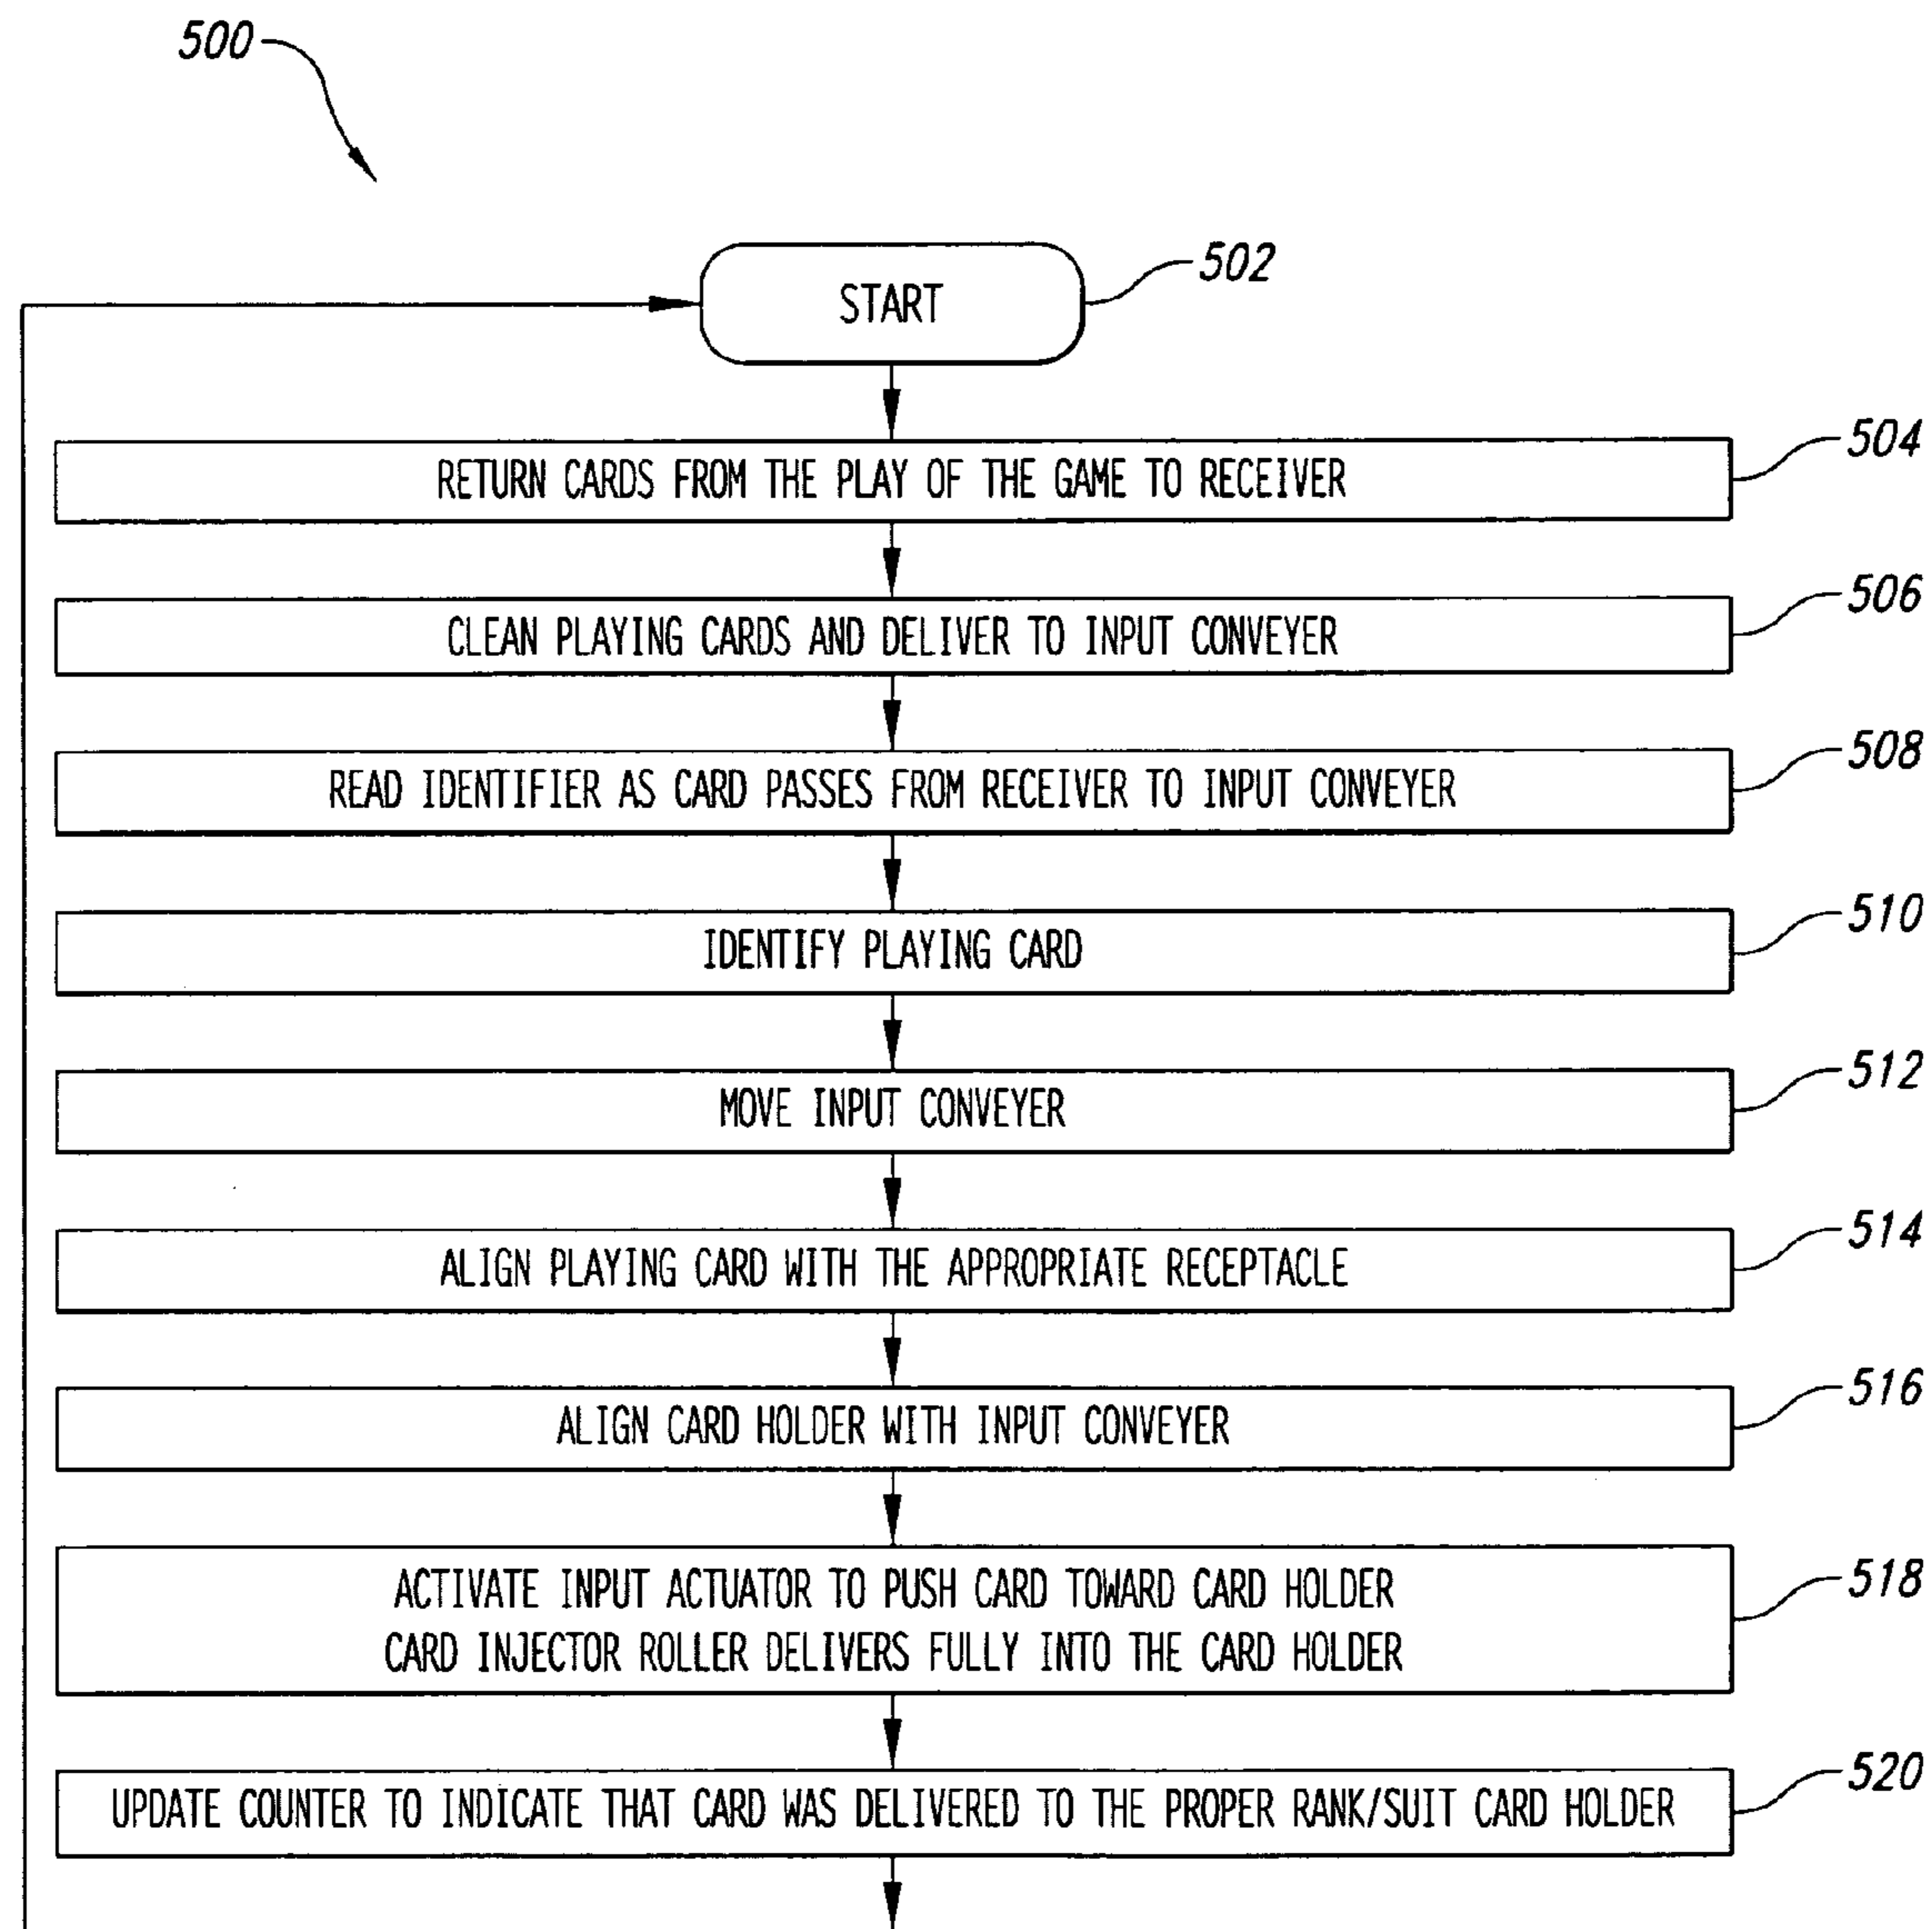 500
START
502
RETURN CARDS FROM THE PLAY OF THE GAME TO RECEIVER
504
CLEAN PLAYING CARDS AND DELIVER TO INPUT CONVEYER
506
READ IDENTIFIER AS CARD PASSES FROM RECEIVER TO INPUT CONVEYER
508
IDENTIFY PLAYING CARD
510
MOVE INPUT CONVEYER
512
ALIGN PLAYING CARD WITH THE APPROPRIATE RECEPTACLE
514
ALIGN CARD HOLDER WITH INPUT CONVEYER
516
ACTIVATE INPUT ACTUATOR TO PUSH CARD TOWARD CARD HOLDER
CARD INJECTOR ROLLER DELIVERS FULLY INTO THE CARD HOLDER
518
UPDATE COUNTER TO INDICATE THAT CARD WAS DELIVERED TO THE PROPER RANK/SUIT CARD HOLDER
520